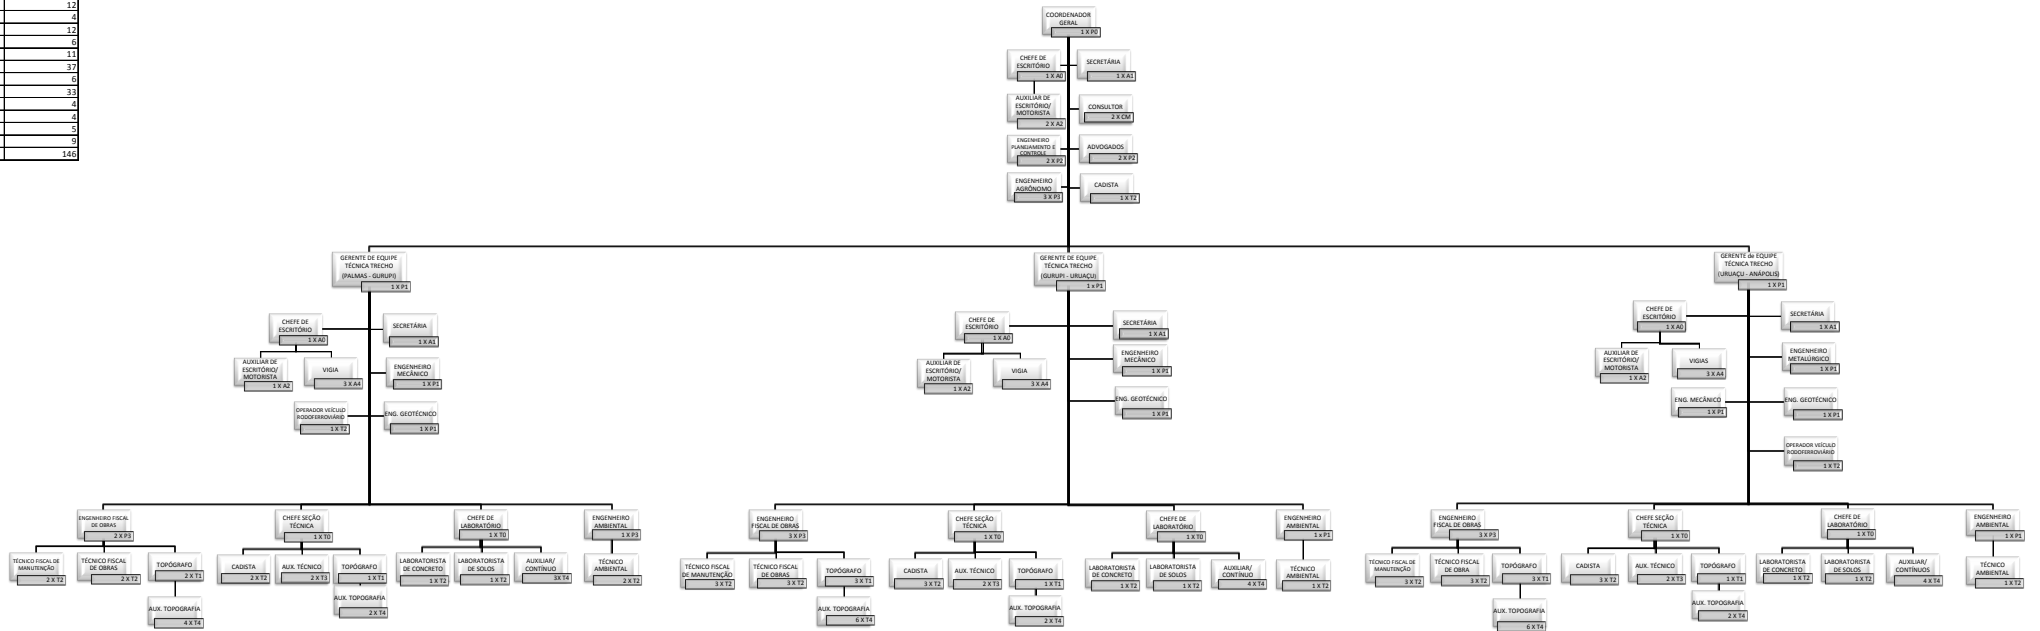 12
4
12
6
11
37
6
33
4
4
5
9
146
COORDENADOR
GERAL
1 X P0
CHEFE DE
ESCRITÓRIO
1 X A0
SECRETÁRIA
1 X A1
AUXILIAR DE
ESCRITÓRIO/
MOTORISTA
2 X A2
CONSULTOR
2 X CM
ENGENHEIRO
PLANEJAMENTO E
CONTROLE
2 X P2
ADVOGADOS
2 X P2
ENGENHEIRO
AGRÔNOMO
3 X P3
CADISTA
1 X T2
GERENTE DE EQUIPE
TÉCNICA TRECHO
(PALMAS - GURUPI)
1 X P1
CHEFE DE
ESCRITÓRIO
1 X A0
SECRETÁRIA
1 X A1
AUXILIAR DE
ESCRITÓRIO/
MOTORISTA
1 X A2
VIGIA
3 X A4
ENGENHEIRO
MECÂNICO
1 X P1
OPERADOR VEÍCULO
RODOFERROVIÁRIO
1 X T2
ENG. GEOTÉCNICO
1 X P1
ENGENHEIRO FISCAL
DE OBRAS
2 X P3
TÉCNICO FISCAL DE
MANUTENÇÃO
2 X T2
TÉCNICO FISCAL
DE OBRAS
2 X T2
TOPÓGRAFO
2 X T1
AUX. TOPOGRAFIA
4 X T4
CHEFE SEÇÃO
TÉCNICA
1 X T0
CADISTA
2 X T2
AUX. TÉCNICO
2 X T3
TOPÓGRAFO
1 X T1
AUX. TOPOGRAFIA
2 X T4
CHEFE DE
LABORATÓRIO
1 X T0
LABORATORISTA
DE CONCRETO
1 X T2
LABORATORISTA
DE SOLOS
1 X T2
AUXILIAR/
CONTÍNUO
3X T4
ENGENHEIRO
AMBIENTAL
1 X P3
TÉCNICO
AMBIENTAL
2 X T2
GERENTE DE EQUIPE
TÉCNICA TRECHO
(GURUPI - URUAÇU)
1 x P1
CHEFE DE
ESCRITÓRIO
1 X A0
SECRETÁRIA
1 X A1
AUXILIAR DE
ESCRITÓRIO/
MOTORISTA
1 X A2
VIGIA
3 X A4
ENGENHEIRO
MECÂNICO
1 X P1
ENG. GEOTÉCNICO
1 X P1
ENGENHEIRO
FISCAL DE OBRAS
3 X P3
TÉCNICO FISCAL
DE MANUTENÇÃO
3 X T2
TÉCNICO FISCAL
DE OBRAS
3 X T2
TOPÓGRAFO
3 X T1
AUX. TOPOGRAFIA
6 X T4
CHEFE SEÇÃO
TÉCNICA
1 X T0
CADISTA
3 X T2
AUX. TÉCNICO
2 X T3
TOPÓGRAFO
1 X T1
AUX. TOPOGRAFIA
2 X T4
CHEFE DE
LABORATÓRIO
1 X T0
LABORATORISTA
DE CONCRETO
1 X T2
LABORATORISTA
DE SOLOS
1 X T2
AUXILIAR/
CONTÍNUO
4 X T4
ENGENHEIRO
AMBIENTAL
1 x P1
TÉCNICO
AMBIENTAL
1 X T2
GERENTE de EQUIPE
TÉCNICA TRECHO
(URUAÇU - ANÁPOLIS)
1 X P1
CHEFE DE
ESCRITÓRIO
1 X A0
SECRETÁRIA
1 X A1
AUXILIAR DE
ESCRITÓRIO/
MOTORISTA
1 X A2
VIGIAS
3 X A4
ENGENHEIRO
METALÚRGICO
1 X P1
ENG. MECÂNICO
1 X P1
ENG. GEOTÉCNICO
1 X P1
OPERADOR VEÍCULO
RODOFERROVIÁRIO
1 X T2
ENGENHEIRO
FISCAL DE OBRAS
3 X P3
TÉCNICO FISCAL DE
MANUTENÇÃO
3 X T2
TÉCNICO FISCAL
DE OBRA
3 X T2
TOPÓGRAFO
3 X T1
AUX. TOPOGRAFIA
6 X T4
CHEFE SEÇÃO
TÉCNICA
1 X T0
CADISTA
3 X T2
AUX. TÉCNICO
2 X T3
TOPÓGRAFO
1 X T1
AUX. TOPOGRAFIA
2 X T4
CHEFE DE
LABORATÓRIO
1 X T0
LABORATORISTA
DE CONCRETO
1 X T2
LABORATORISTA
DE SOLOS
1 X T2
AUXILIAR/
CONTÍNUOS
4 X T4
ENGENHEIRO
AMBIENTAL
1 X P1
TÉCNICO
AMBIENTAL
1 X T2